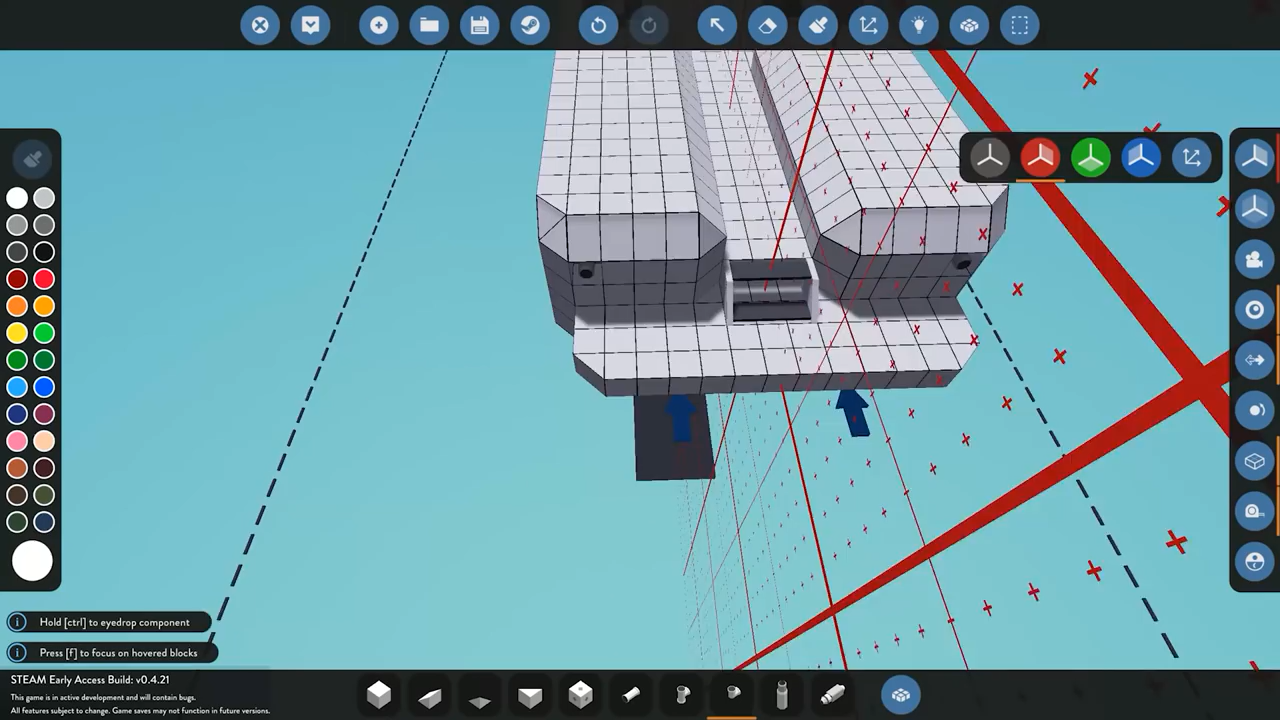 Hold [ctrl] to eyedrop component
Press [f] to focus on hovered blocks
STEAM Early Access Build: v0.4.21
This game is in active development and will contain bugs.
All features subject to change. Game saves may not function in future versions.